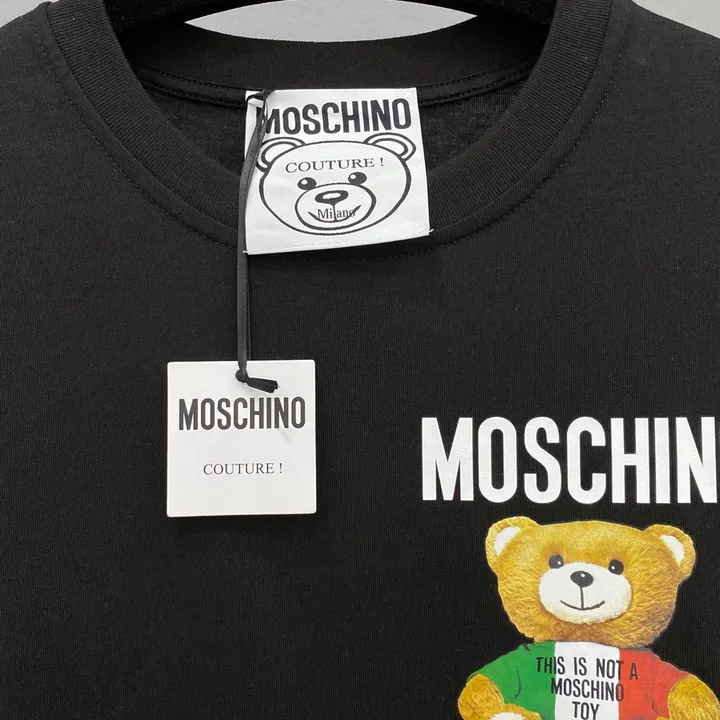 MOSCHINO
COUTURE !
Milano
MOSCHINO
COUTURE !
MOSCHIN
THIS IS NOT A
MOSCHINO
TOY